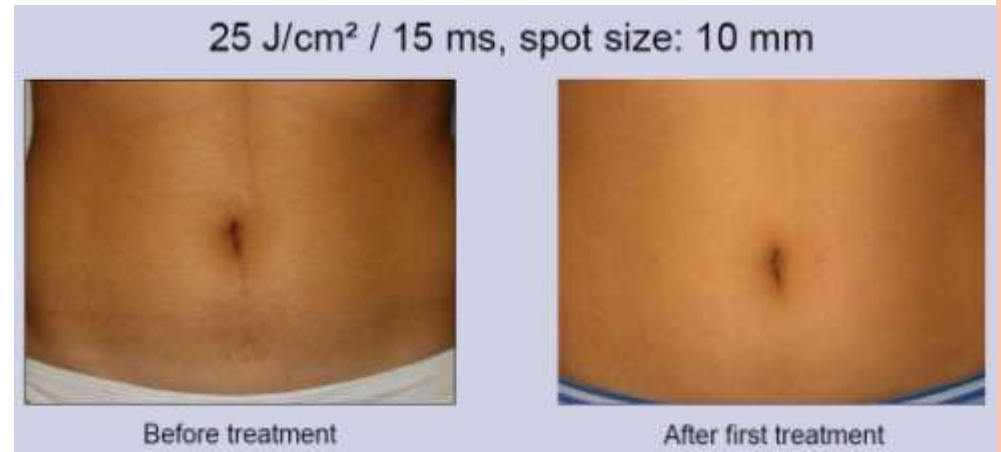 25 J/cm² / 15 ms, spot size: 10 mm
Before treatment
After first treatment